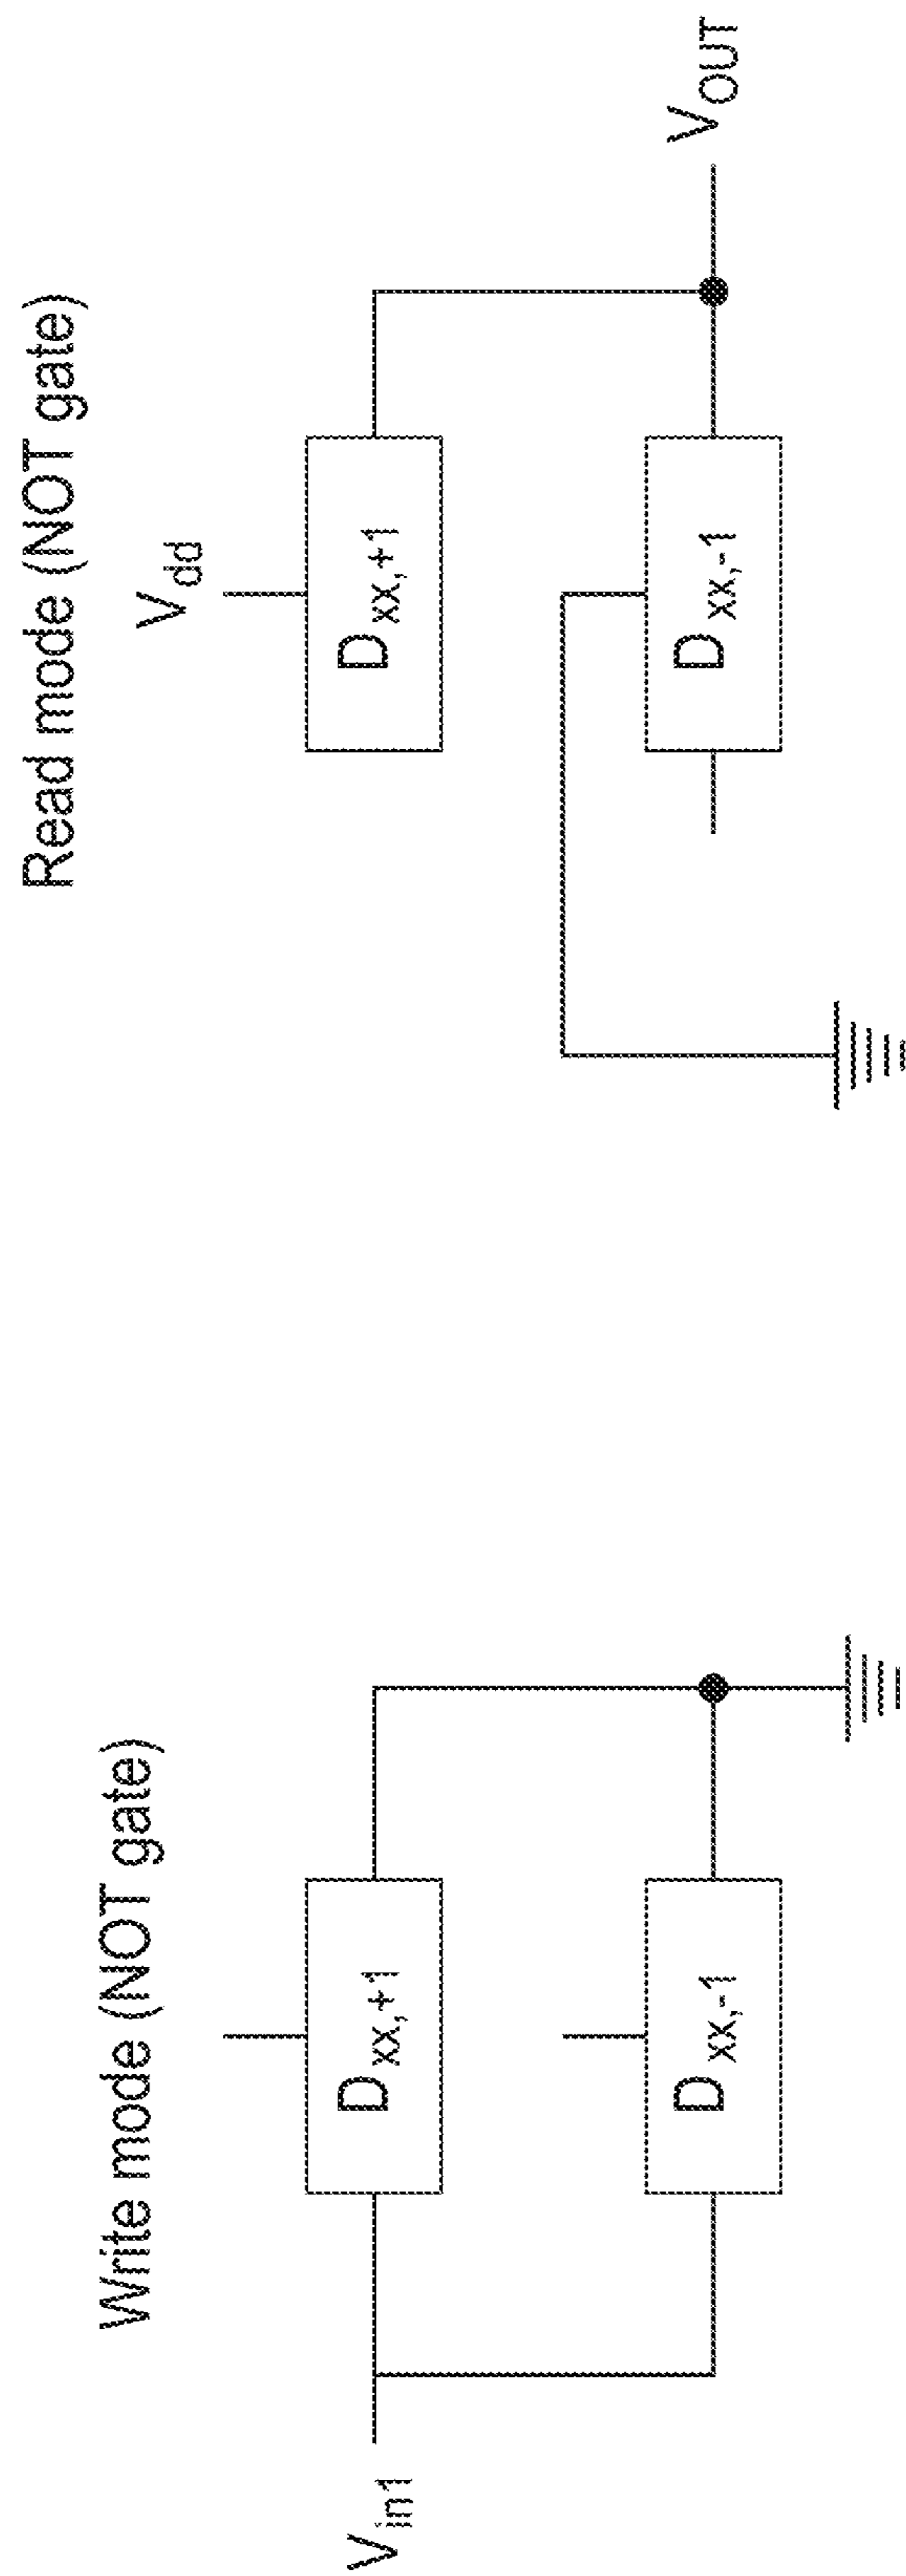 Write mode (NOT gate)
V_in1
D_xx,+1
D_xx,-1
Read mode (NOT gate)
V_dd
D_xx,+1
D_xx,-1
V_OUT